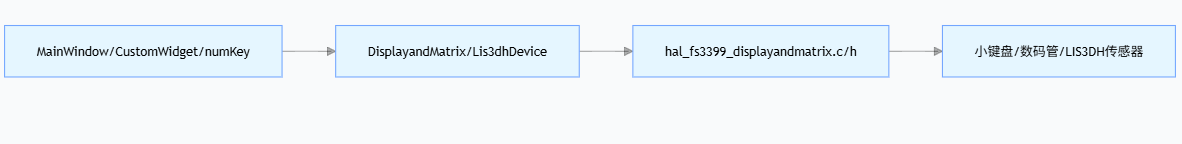 MainWindow/CustomWidget/numKey
DisplayandMatrix/Lis3dhDevice
hal_fs3399_displayandmatrix.c/h
小键盘/数码管/LIS3DH传感器